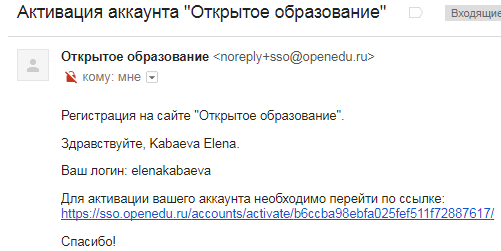 Активация аккаунта "Открытое образование"
Входящие
Открытое образование <noreply+sso@openedu.ru>
кому: мне
Регистрация на сайте "Открытое образование".
Здравствуйте, Kabaeva Elena.
Ваш логин: elenakabaeva
Для активации вашего аккаунта необходимо перейти по ссылке:
https://sso.openedu.ru/accounts/activate/b6ccba98ebfa025fef511f72887617/
Спасибо!